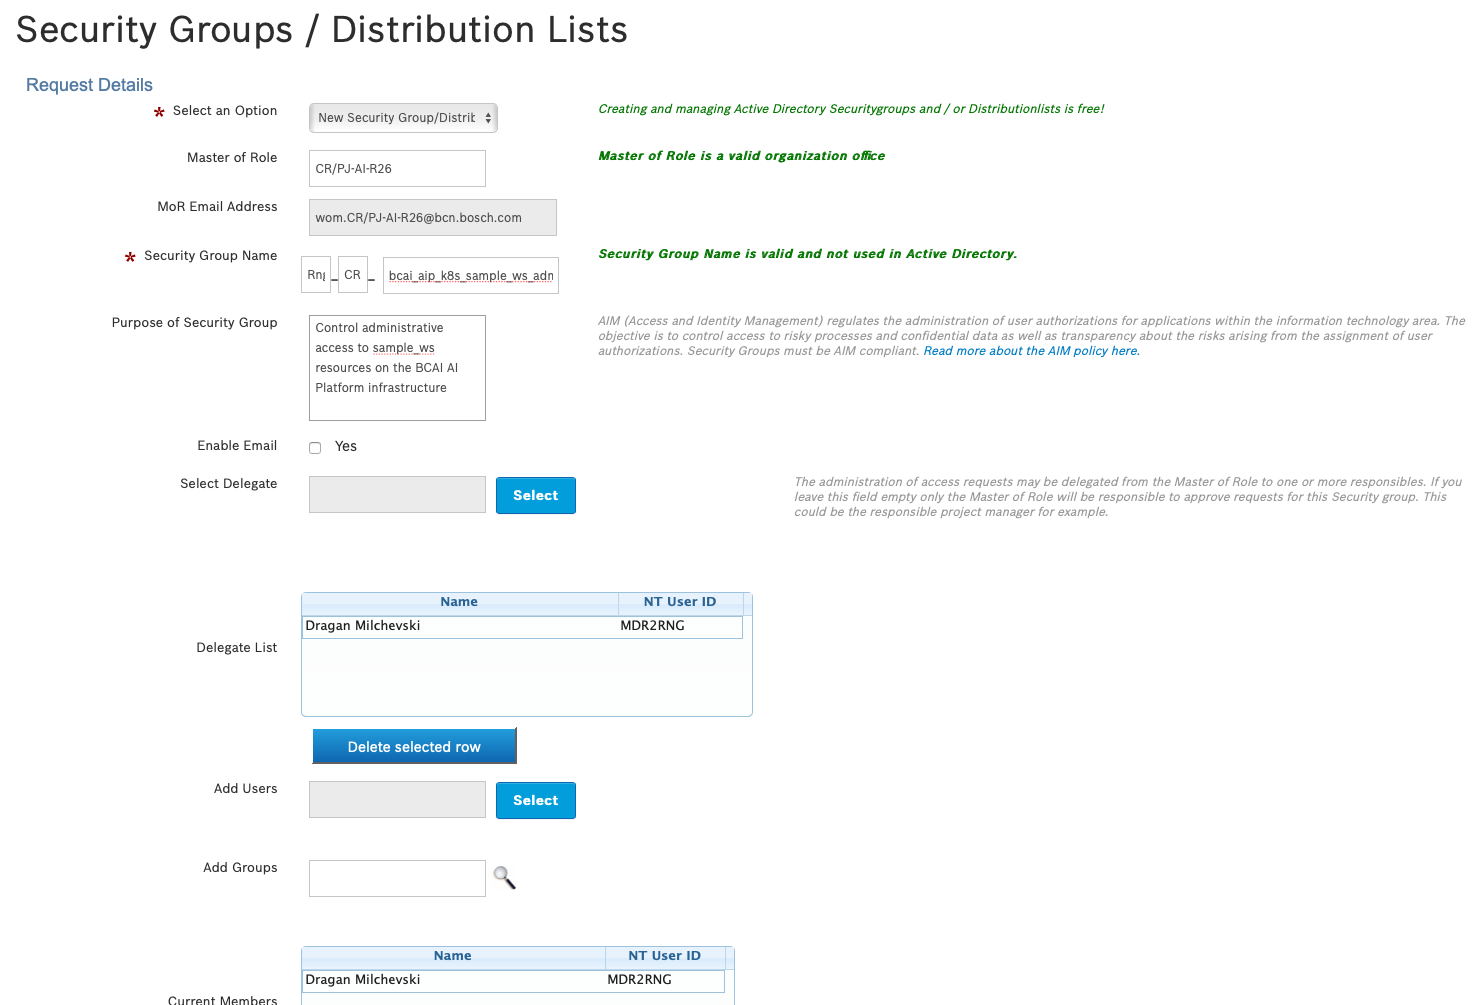 Security Groups / Distribution Lists
Request Details
* Select an Option
New Security Group/Distrib
Creating and managing Active Directory Securitygroups and / or Distributionlists is free!
Master of Role
CR/PJ-AI-R26
Master of Role is a valid organization office
MoR Email Address
wom.CR/PJ-AI-R26@bcn.bosch.com
* Security Group Name
Rng _ CR _ bcai_aip_k8s_sample_ws_adm
Security Group Name is valid and not used in Active Directory.
Purpose of Security Group
Control administrative
access to sample_ws
resources on the BCAI AI
Platform infrastructure
AIM (Access and Identity Management) regulates the administration of user authorizations for applications within the information technology area. The
objective is to control access to risky processes and confidential data as well as transparency about the risks arising from the assignment of user
authorizations. Security Groups must be AIM compliant. Read more about the AIM policy here.
Enable Email
Yes
Select Delegate
Select
The administration of access requests may be delegated from the Master of Role to one or more responsibles. If you
leave this field empty only the Master of Role will be responsible to approve requests for this Security group. This
could be the responsible project manager for example.
Name NT User ID
Dragan Milchevski MDR2RNG
Delegate List
Delete selected row
Add Users
Select
Add Groups
Name NT User ID
Dragan Milchevski MDR2RNG
Current Members